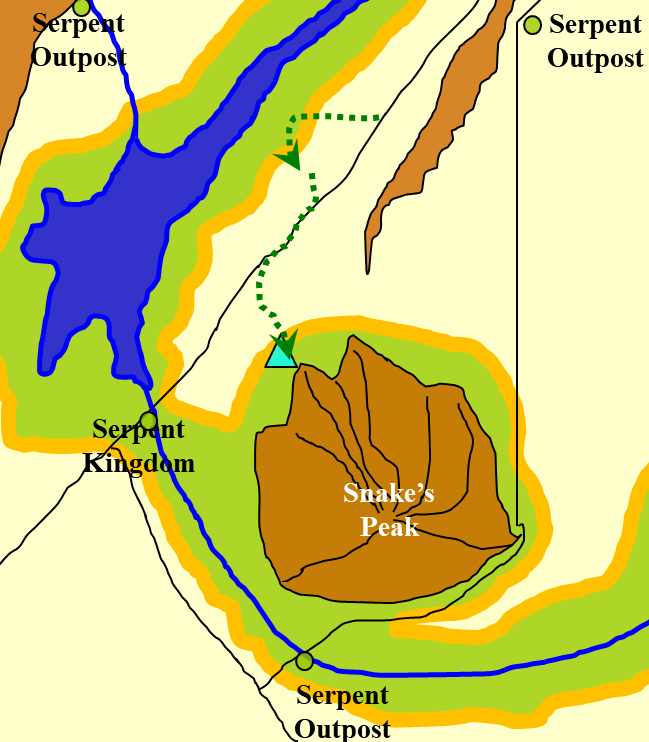 Serpent
Outpost
Serpent
Outpost
Serpent
Kingdom
Snake's
Peak
Serpent
Outpost